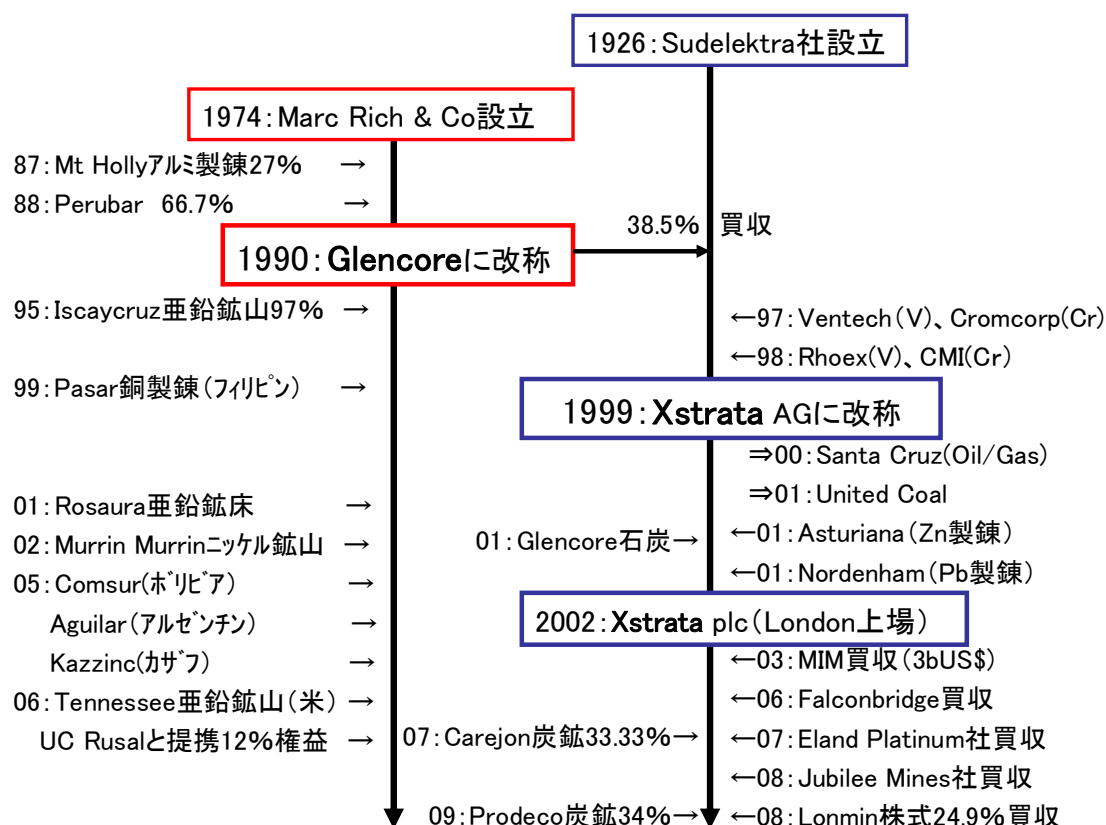 1926:Sudelektra社設立
1974:Marc Rich & Co設立
87:Mt Hollyアルミ製錬27% →
88:Perubar 66.7% →
38.5% 買収
1990:Glencoreに改称
95:Iscaycruz亜鉛鉱山97% →
←97:Ventech(V)、Cromcorp(Cr)
←98:Rhoex(V)、CMI(Cr)
99:Pasar銅製錬(フィリピン) →
1999:Xstrata AGに改称
⇒00:Santa Cruz(Oil/Gas)
⇒01:United Coal
01:Rosaura亜鉛鉱床 →
02:Murrin Murrinニッケル鉱山 →
01:Glencore石炭→
←01:Asturiana(Zn製錬)
05:Comsur(ボリビア) →
←01:Nordenham(Pb製錬)
Aguilar(アルゼンチン) →
2002:Xstrata plc(London上場)
Kazzinc(カザフ) →
←03:MIM買収(3bUS$)
06:Tennessee亜鉛鉱山(米) →
←06:Falconbridge買収
UC Rusalと提携12%権益 →
07:Carejon炭鉱33.33%→
←07:Eland Platinum社買収
←08:Jubilee Mines社買収
09:Prodeco炭鉱34%→
←08:Lonmin株式24.9%買収